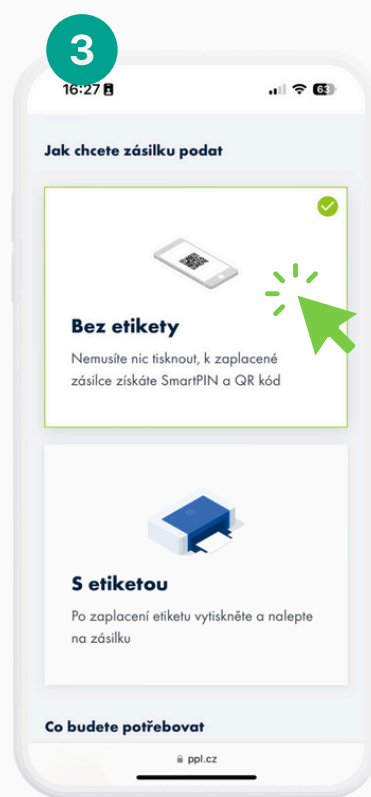 3
16:27
63
Jak chcete zásilku podat
Bez etikety
Nemusíte nic tisknout, k zaplacené
zásilce získáte SmartPIN a QR kód
S etiketou
Po zaplacení etiketu vytiskněte a nalepte
na zásilku
Co budete potřebovat
ppl.cz